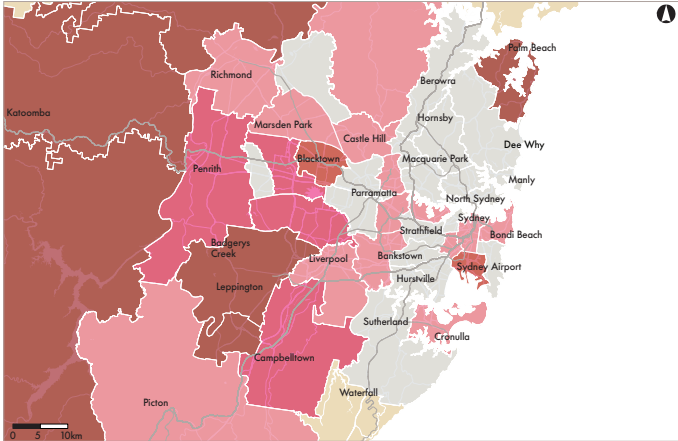 Palm Beach
Richmond
Berowra
Katoomba
Hornsby
Marsden Park
Castle Hill
Dee Why
Blacktown
Macquarie Park
Penrith
Manly
Parramatta
North Sydney
Sydney
Strathfield
Bondi Beach
Badgerys
Creek
Liverpool
Bankstown
Sydney Airport
Hurstville
Leppington
Sutherland
Cronulla
Campbelltown
Waterfall
Picton
0 5 10km